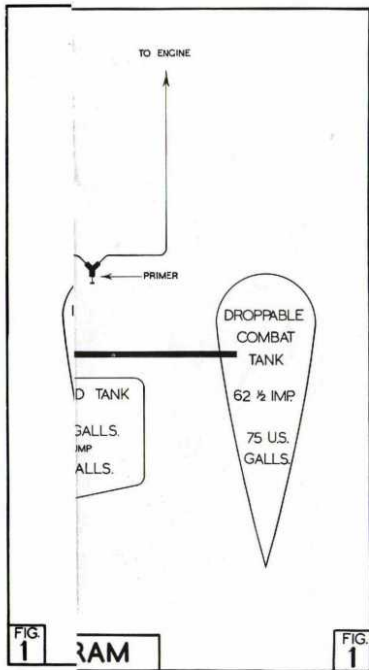 TO ENGINE
PRIMER
DROPPABLE
COMBAT
TANK
62 ½ IMP.
75 U.S.
GALLS.
D TANK
GALLS.
IMP
ALLS.
FIG.
1
RAM
FIG.
1